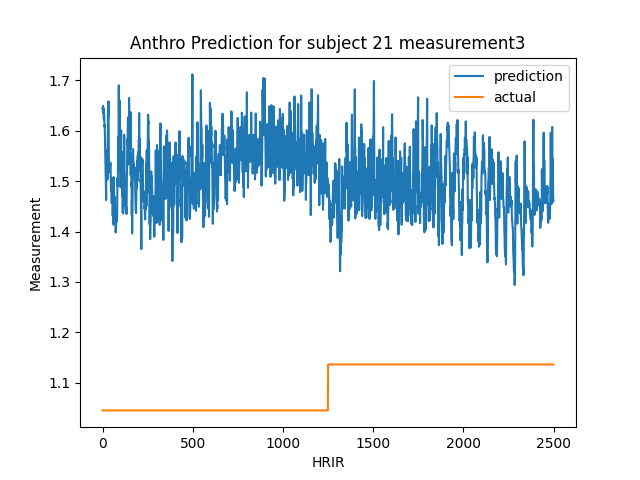 Anthro Prediction for subject 21 measurement3
prediction
actual
1.7
1.6
1.5
1.4
1.3
1.2
1.1
Measurement
0
500
1000
1500
2000
2500
HRIR